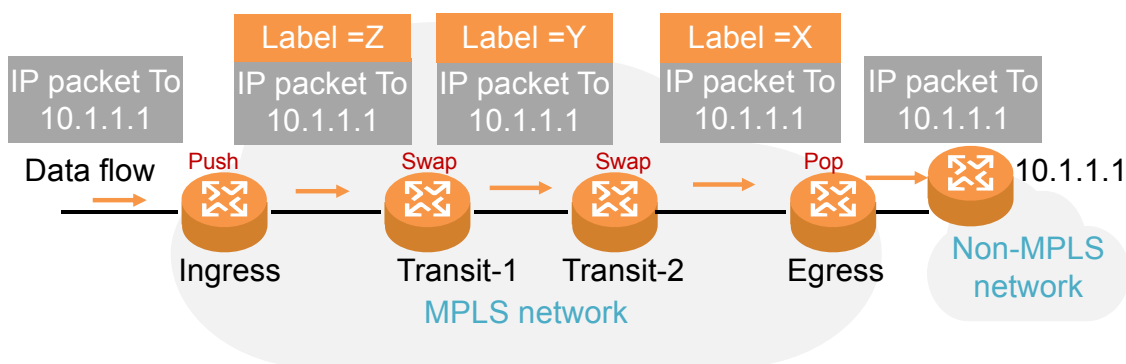 Label =Z
Label =Y
Label =X
IP packet To
10.1.1.1
IP packet To
10.1.1.1
IP packet To
10.1.1.1
IP packet To
10.1.1.1
IP packet To
10.1.1.1
Data flow
Push
Swap
Swap
Pop
10.1.1.1
Ingress
Transit-1
Transit-2
Egress
Non-MPLS
network
MPLS network